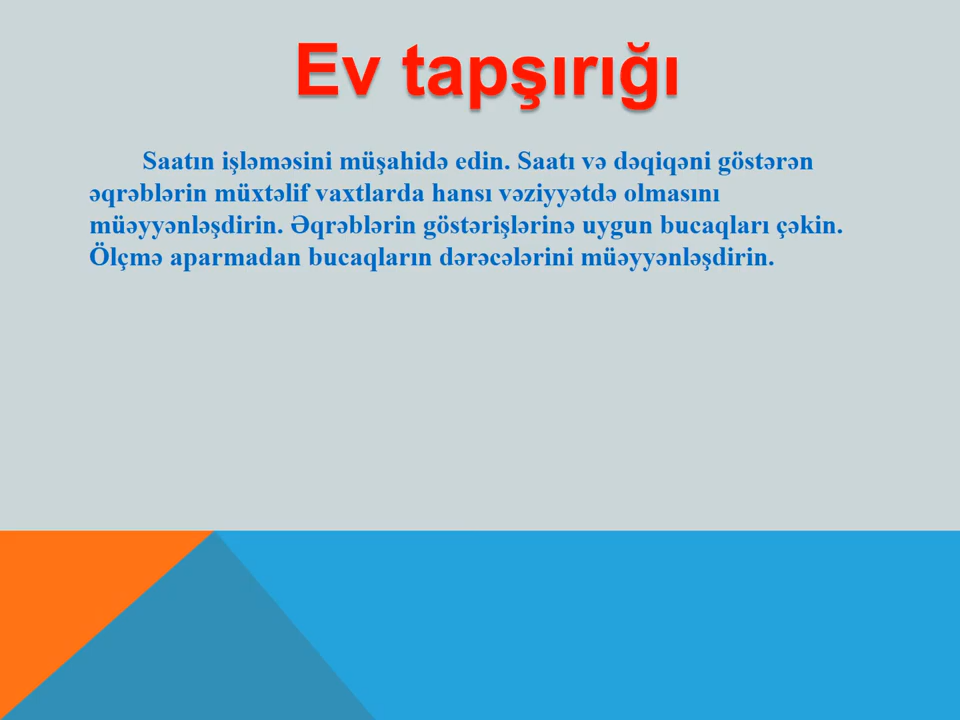 Ev tapşırığı
Saatın işləməsini müşahidə edin. Saatı və dəqiqəni göstərən
əqrəblərin müxtəlif vaxtlarda hansı vəziyyətdə olmasını
müəyyənləşdirin. Əqrəblərin göstərişlərinə uygun bucaqları çəkin.
Ölçmə aparmadan bucaqların dərəcələrini müəyyənləşdirin.